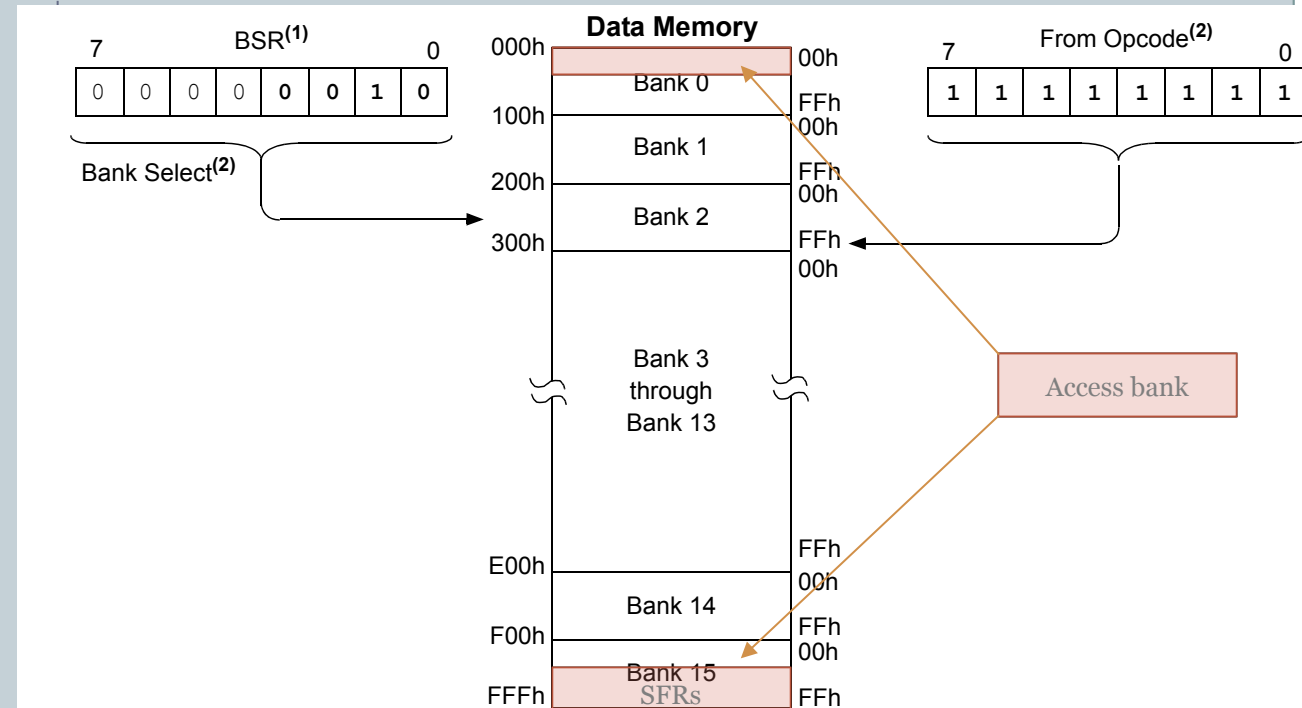 Data Memory
7 BSR(1) 0
0 0 0 0 0 0 1 0
Bank Select(2)
7 From Opcode(2) 0
1 1 1 1 1 1 1 1
000h 00h
Bank 0
FFh
100h 00h
Bank 1
FFh
200h 00h
Bank 2
300h FFh
00h
Bank 3
through
Bank 13
Access bank
FFh
E00h 00h
Bank 14
FFh
F00h 00h
Bank 15
FFFh SFRs FFh